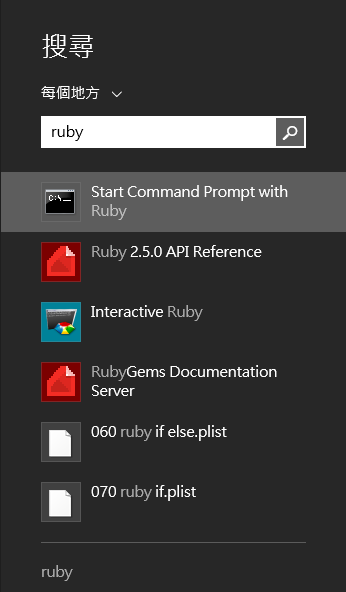 搜尋
每個地方
ruby
C:\_
Start Command Prompt with
Ruby
Ruby 2.5.0 API Reference
Interactive Ruby
RubyGems Documentation
Server
060 ruby if else.plist
070 ruby if.plist
ruby